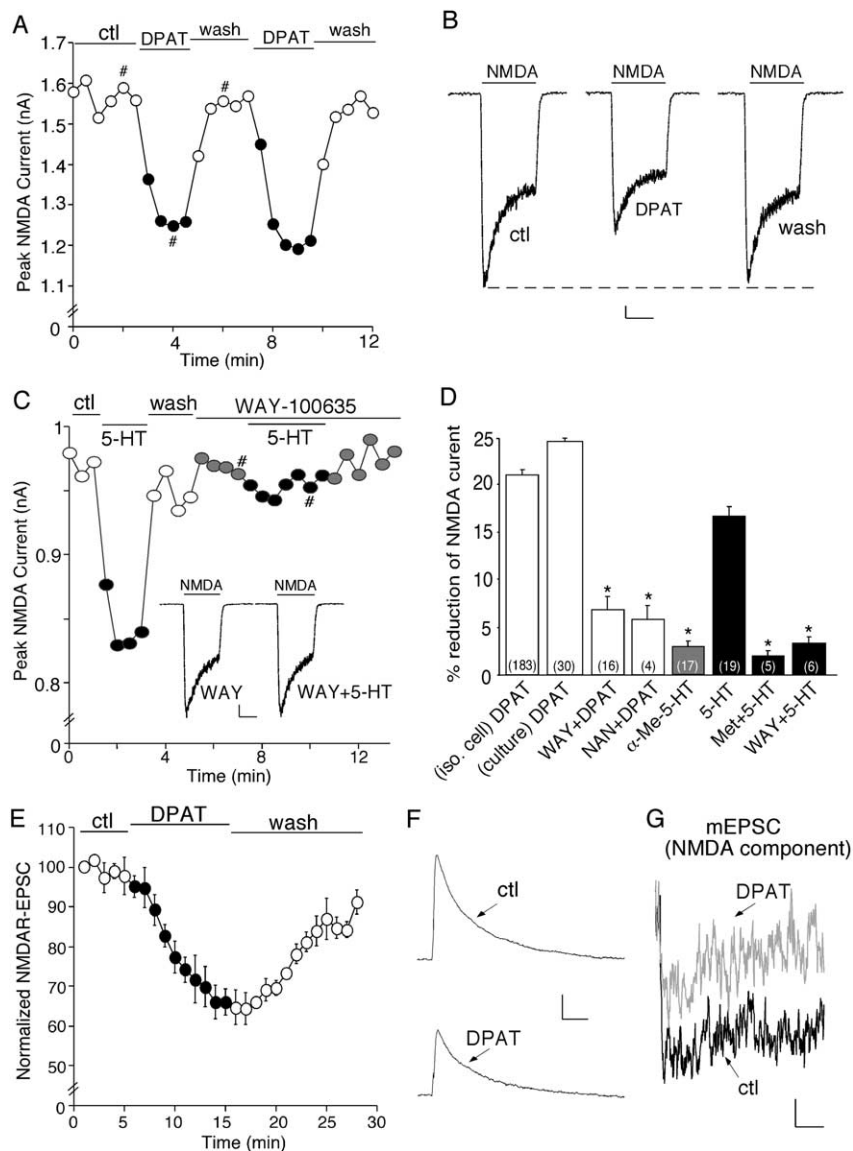 A
ctl DPAT wash DPAT wash
Peak NMDA Current (nA)
1.7
1.6
1.5
1.4
1.3
1.2
1.1
0
# # #
0 4 8 12
Time (min)
B
NMDA NMDA NMDA
ctl DPAT wash
C
ctl wash WAY-100635
5-HT 5-HT
Peak NMDA Current (nA)
1
0.9
0.8
0
# #
NMDA NMDA
WAY WAY+5-HT
0 4 8 12
Time (min)
D
% reduction of NMDA curent
25
20
15
10
5
0
* * * * *
(183) (30) (16) (4) (17) (19) (5) (6)
(iso. cell) DPAT
(culture) DPAT
WAY+DPAT
NAN+DPAT
α-Me-5-HT
5-HT
Met+5-HT
WAY+5-HT
E
ctl DPAT wash
Normalized NMDAR-EPSC
110
100
90
80
70
60
50
0
0 5 10 15 20 25 30
Time (min)
F
ctl
DPAT
G
mEPSC
(NMDA component)
DPAT
ctl